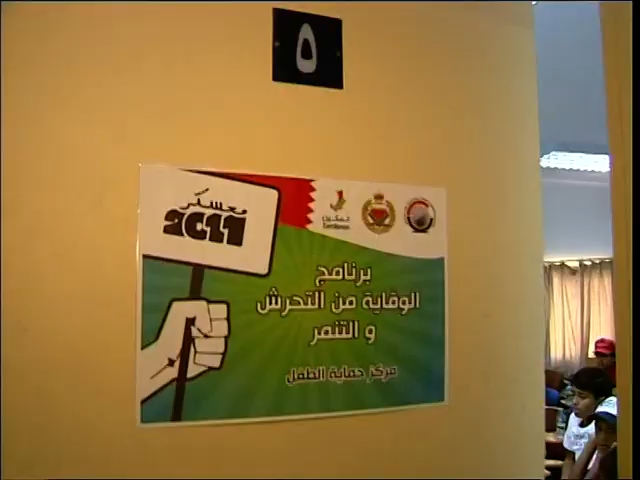 ٥
معسكر
2011
برنامج
الوقاية من التحرش
و التنمر
مركز حماية الطفل